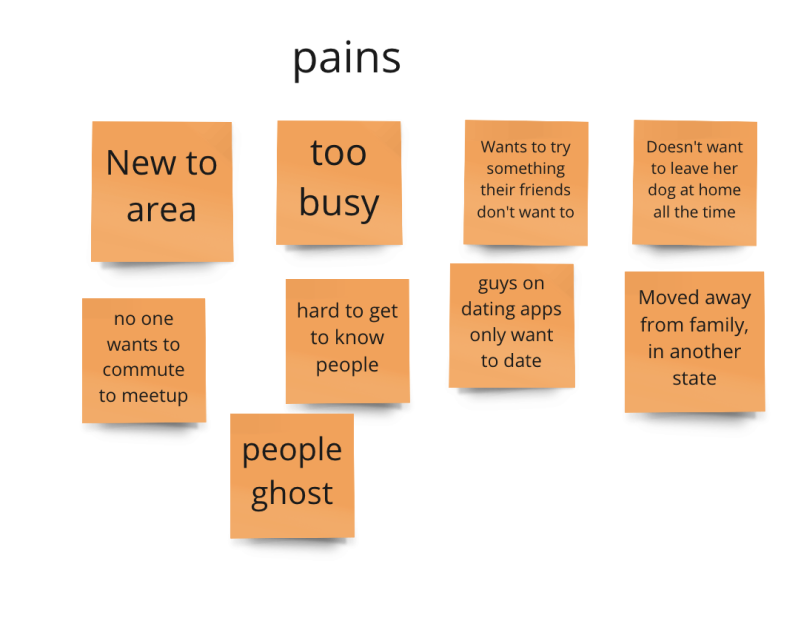 pains
New to
area
too
busy
Wants to try
something
their friends
don't want to
Doesn't want
to leave her
dog at home
all the time
no one
wants to
commute
to meetup
hard to get
to know
people
guys on
dating apps
only want
to date
Moved away
from family,
in another
state
people
ghost